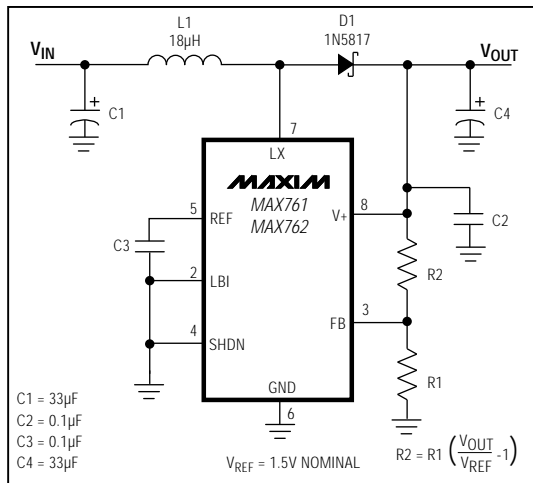 L1
18µH
D1
1N5817
VIN
VOUT
C1
C4
7
LX
MAXIM
MAX761
MAX762
5
REF
V+
8
C3
C2
2
LBI
R2
FB
3
4
SHDN
R1
GND
6
C1 = 33µF
C2 = 0.1µF
C3 = 0.1µF
C4 = 33µF
VREF = 1.5V NOMINAL
R2 = R1 (VOUT/VREF -1)
+
+